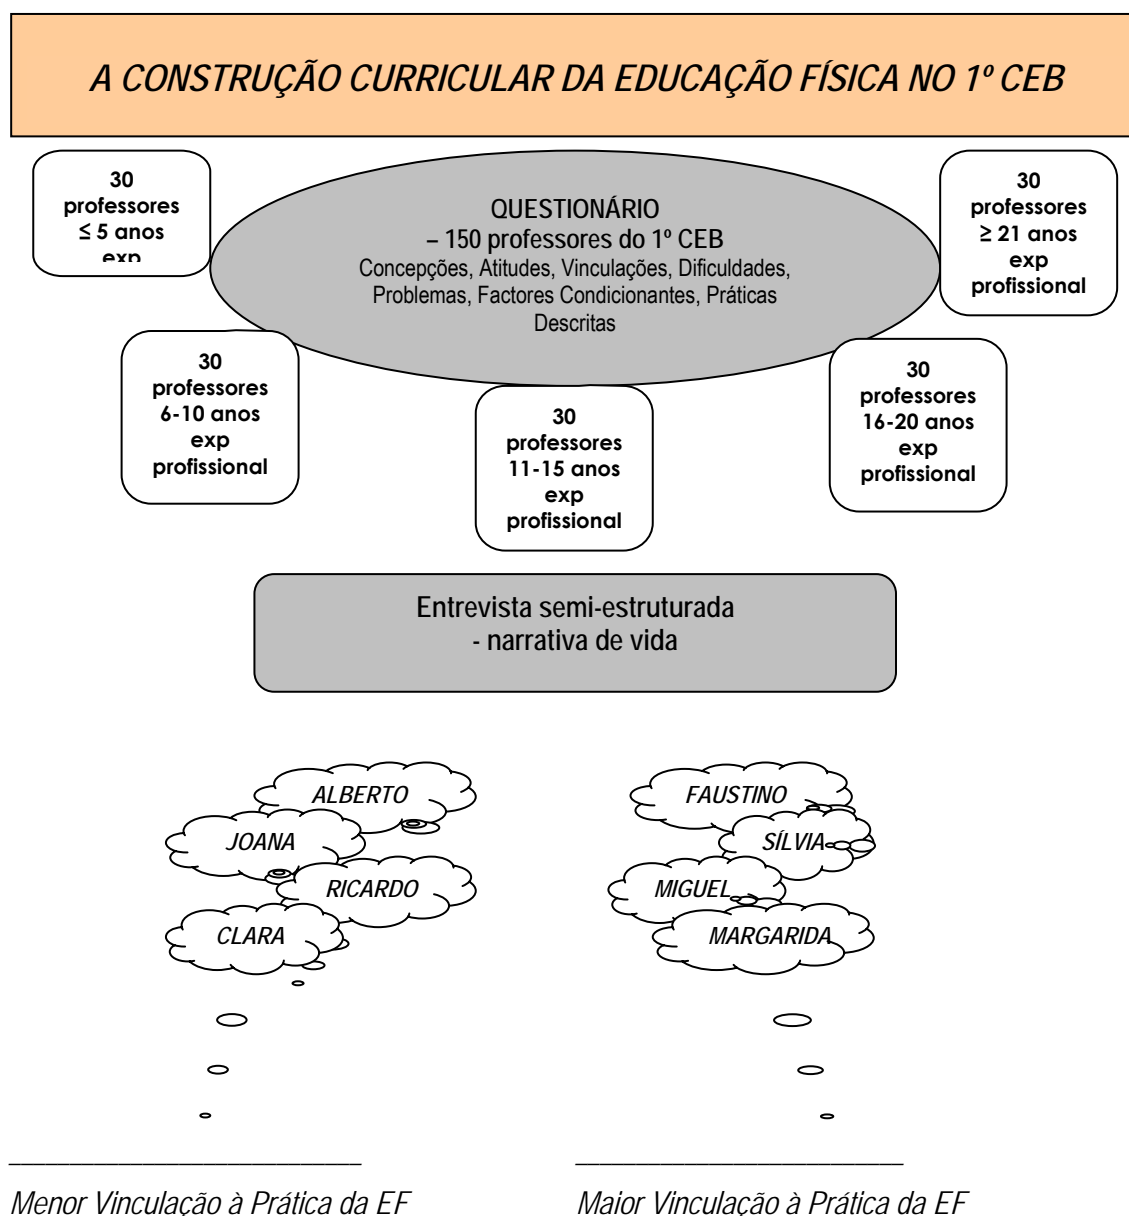 A CONSTRUÇÃO CURRICULAR DA EDUCAÇÃO FÍSICA NO 1º CEB
30
professores
≤ 5 anos
exp
QUESTIONÁRIO
– 150 professores do 1º CEB
Concepções, Atitudes, Vinculações, Dificuldades,
Problemas, Factores Condicionantes, Práticas
Descritas
30
professores
≥ 21 anos
exp
profissional
30
professores
6-10 anos
exp
profissional
30
professores
11-15 anos
exp
profissional
30
professores
16-20 anos
exp
profissional
Entrevista semi-estruturada
- narrativa de vida
ALBERTO
JOANA
RICARDO
CLARA
FAUSTINO
SÍLVIA
MIGUEL
MARGARIDA
Menor Vinculação à Prática da EF
Maior Vinculação à Prática da EF